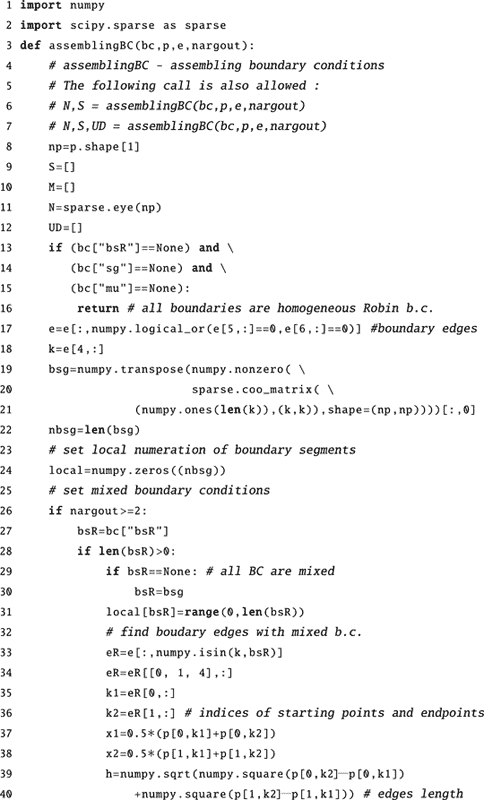 1 import numpy
2 import scipy.sparse as sparse
3 def assemblingBC(bc,p,e,nargout):
4 # assemblingBC - assembling boundary conditions
5 # The following call is also allowed :
6 # N,S = assemblingBC(bc,p,e,nargout)
7 # N,S,UD = assemblingBC(bc,p,e,nargout)
8 np=p.shape[1]
9 S=[]
10 M=[]
11 N=sparse.eye(np)
12 UD=[]
13 if (bc["bsR"]==None) and \
14 (bc["sg"]==None) and \
15 (bc["mu"]==None):
16 return # all boundaries are homogeneous Robin b.c.
17 e=e[:,numpy.logical_or(e[5,:]==0,e[6,:]==0)] #boundary edges
18 k=e[4,:]
19 bsg=numpy.transpose(numpy.nonzero( \
20 sparse.coo_matrix( \
21 (numpy.ones(len(k)),(k,k)),shape=(np,np))))[:,0]
22 nbsg=len(bsg)
23 # set local numeration of boundary segments
24 local=numpy.zeros((nbsg))
25 # set mixed boundary conditions
26 if nargout>=2:
27 bsR=bc["bsR"]
28 if len(bsR)>0:
29 if bsR==None: # all BC are mixed
30 bsR=bsg
31 local[bsR]=range(0,len(bsR))
32 # find boudary edges with mixed b.c.
33 eR=e[:,numpy.isin(k,bsR)]
34 eR=eR[[0, 1, 4],:]
35 k1=eR[0,:]
36 k2=eR[1,:] # indices of starting points and endpoints
37 x1=0.5*(p[0,k1]+p[0,k2])
38 x2=0.5*(p[1,k1]+p[1,k2])
39 h=numpy.sqrt(numpy.square(p[0,k2]—p[0,k1])
40 +numpy.square(p[1,k2]—p[1,k1])) # edges length